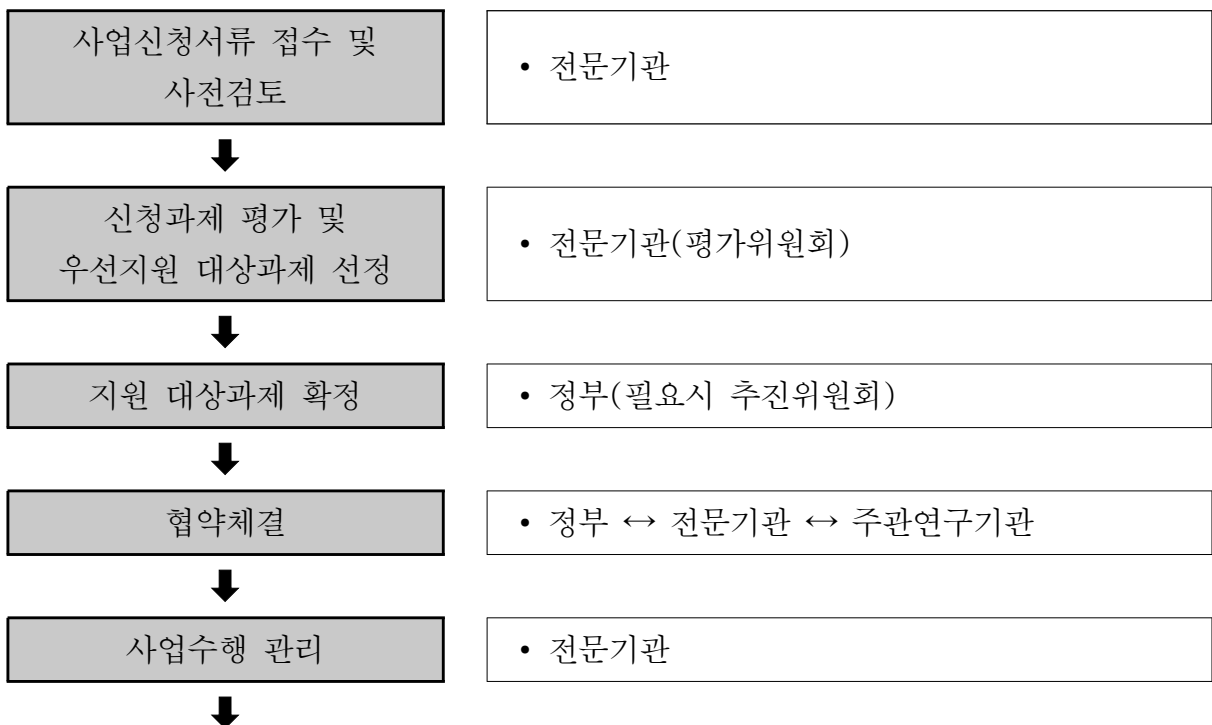 사업신청서류 접수 및
사전검토
• 전문기관
신청과제 평가 및
우선지원 대상과제 선정
• 전문기관(평가위원회)
지원 대상과제 확정
• 정부(필요시 추진위원회)
협약체결
• 정부 ↔ 전문기관 ↔ 주관연구기관
사업수행 관리
• 전문기관